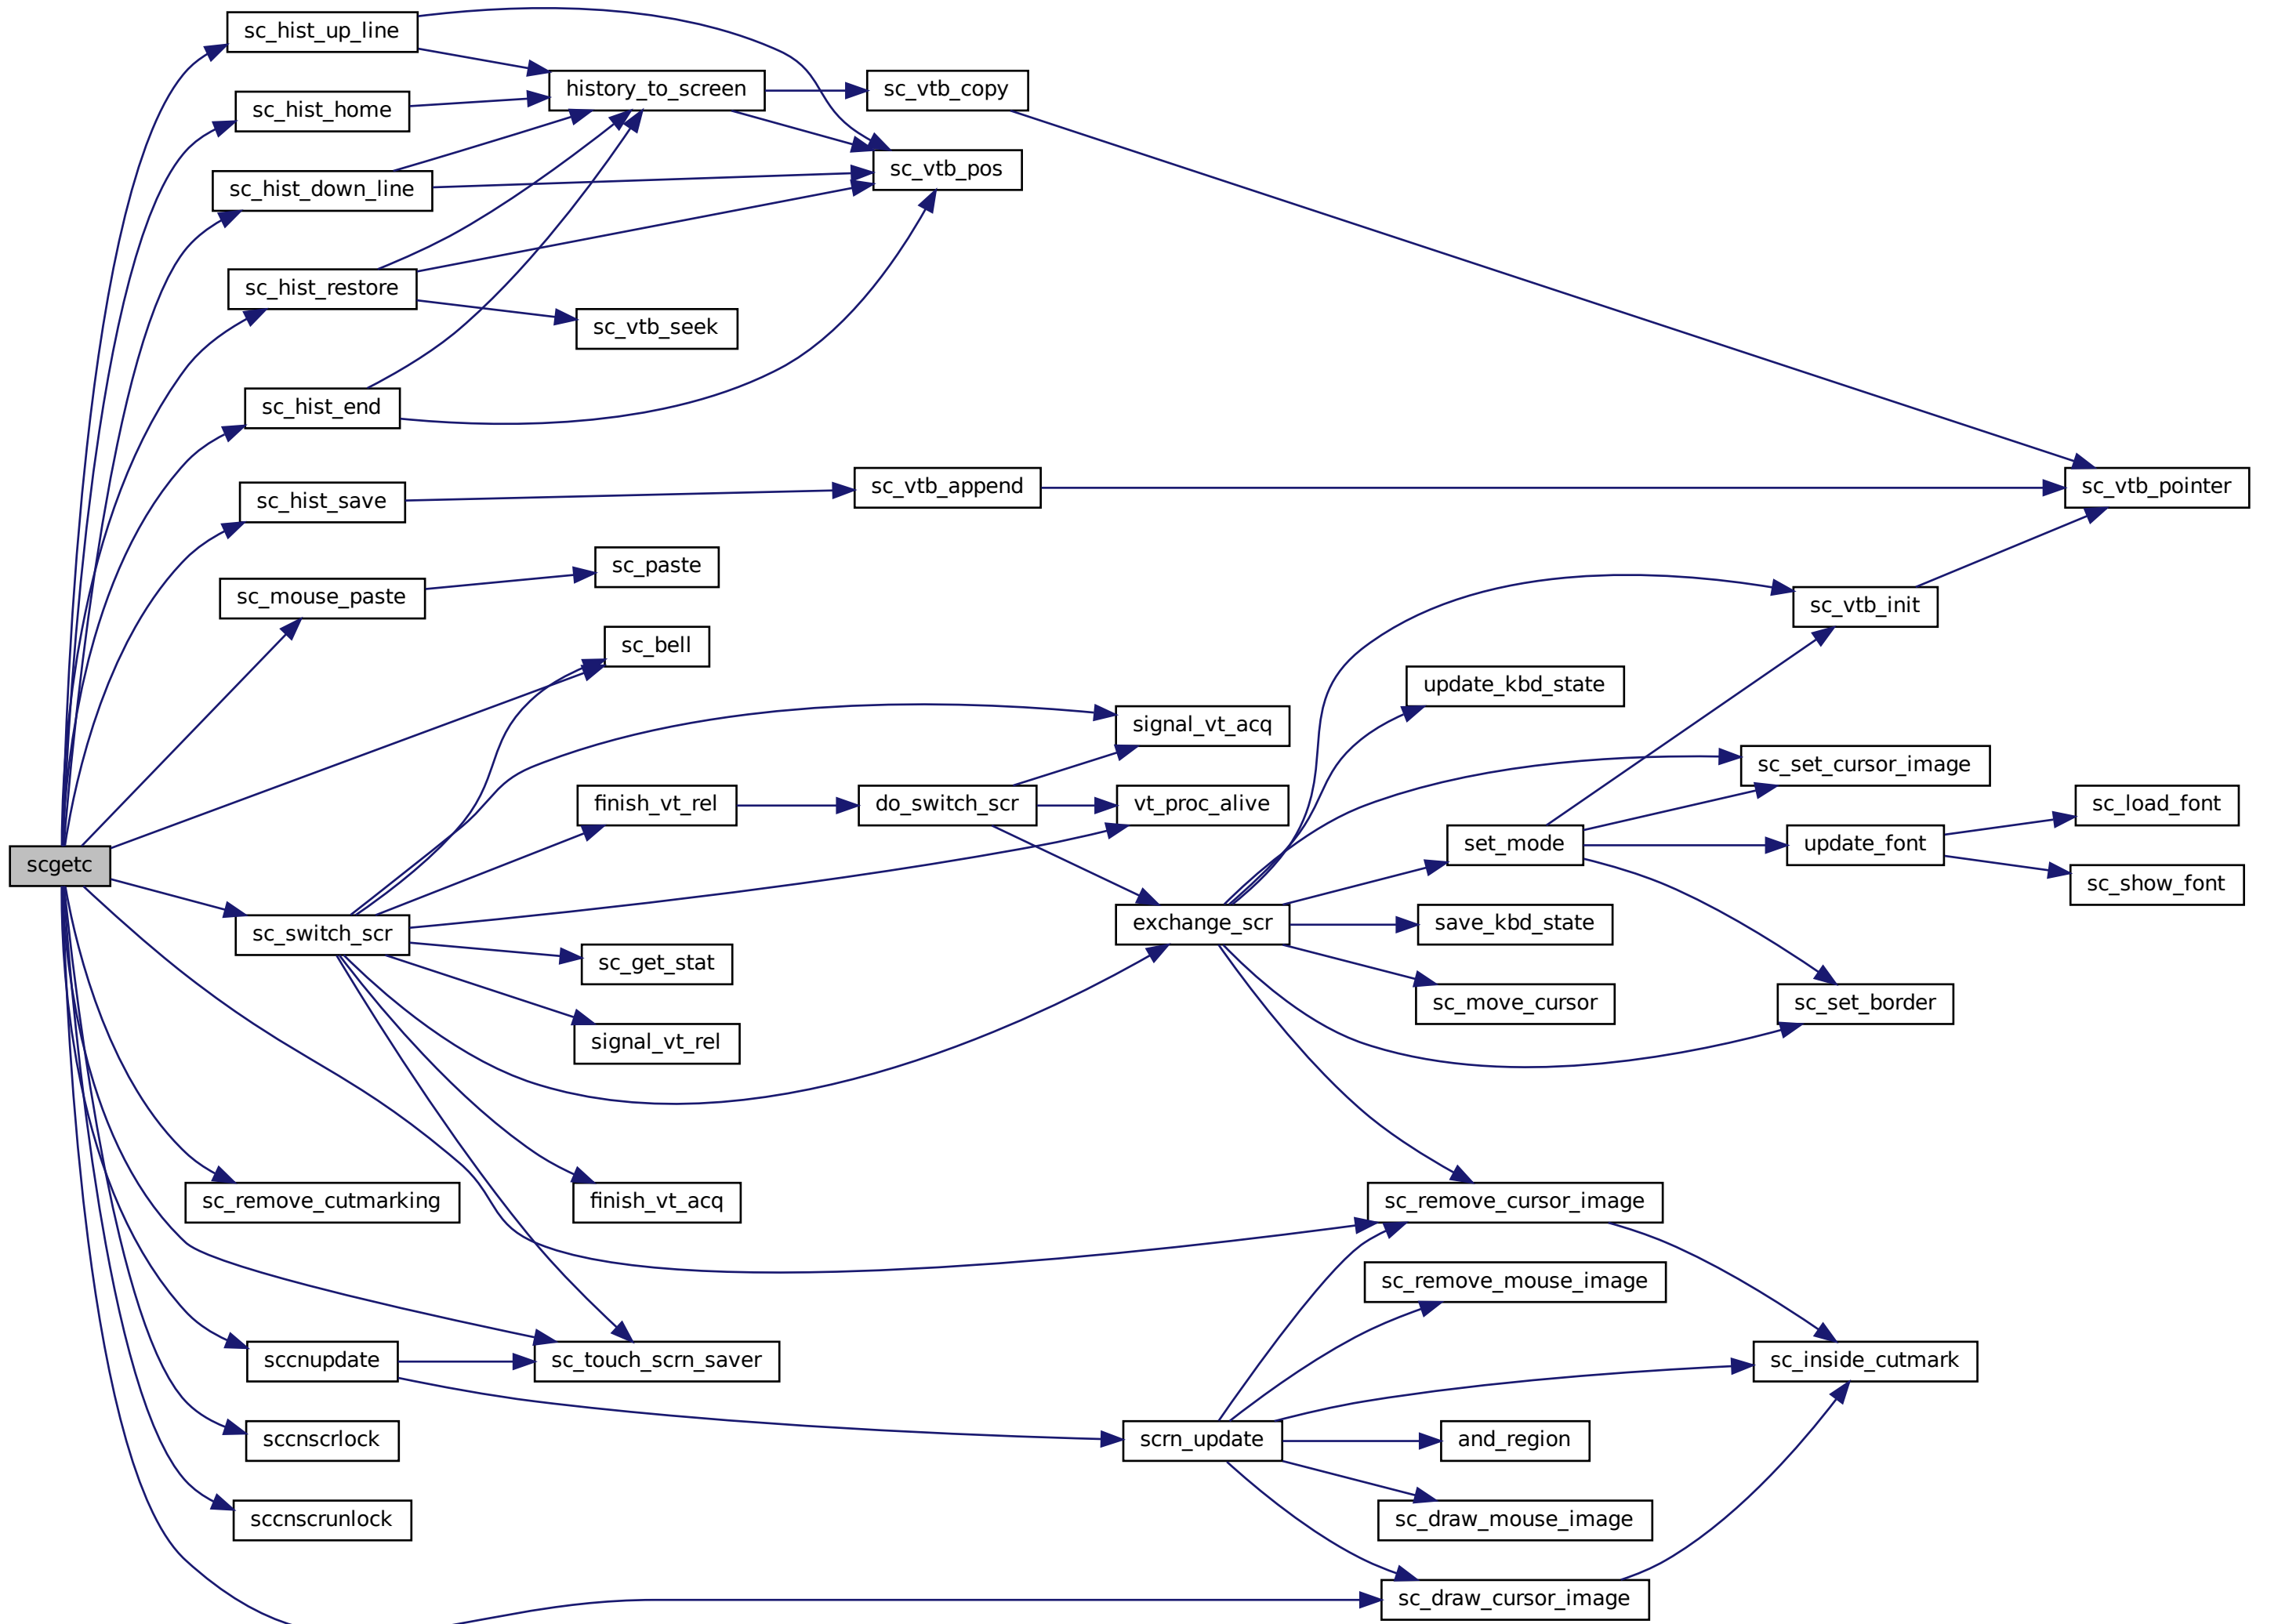 sc_hist_up_line
history_to_screen
sc_vtb_copy
sc_hist_home
sc_vtb_pos
sc_hist_down_line
sc_hist_restore
sc_vtb_seek
sc_hist_end
sc_hist_save
sc_vtb_append
sc_vtb_pointer
sc_mouse_paste
sc_paste
sc_vtb_init
sc_bell
update_kbd_state
signal_vt_acq
sc_set_cursor_image
finish_vt_rel
do_switch_scr
vt_proc_alive
sc_load_font
set_mode
update_font
scgetc
sc_show_font
sc_switch_scr
exchange_scr
save_kbd_state
sc_get_stat
sc_move_cursor
sc_set_border
signal_vt_rel
sc_remove_cutmarking
finish_vt_acq
sc_remove_cursor_image
sc_remove_mouse_image
sccnupdate
sc_touch_scrn_saver
sc_inside_cutmark
sccnscrlock
scrn_update
and_region
sccnscrunlock
sc_draw_mouse_image
sc_draw_cursor_image